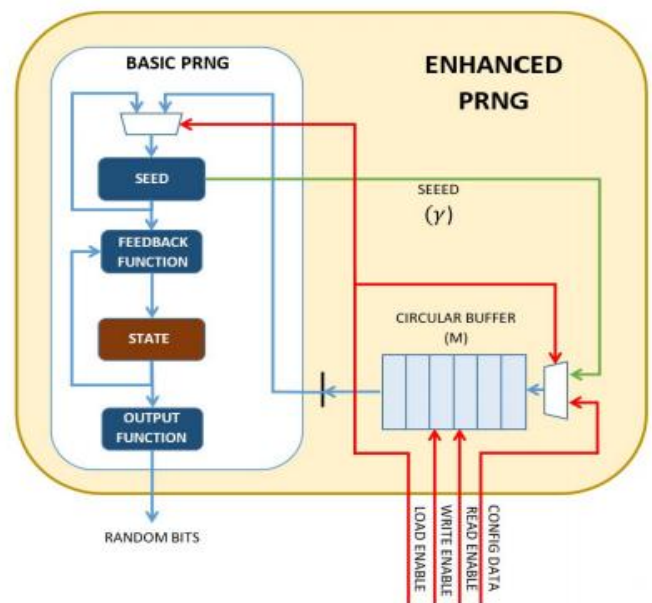 BASIC PRNG
ENHANCED
PRNG
SEED
SEEED
(γ)
FEEDBACK
FUNCTION
CIRCULAR BUFFER
(M)
STATE
OUTPUT
FUNCTION
RANDOM BITS
LOAD ENABLE
WRITE ENABLE
READ ENABLE
CONFIG DATA